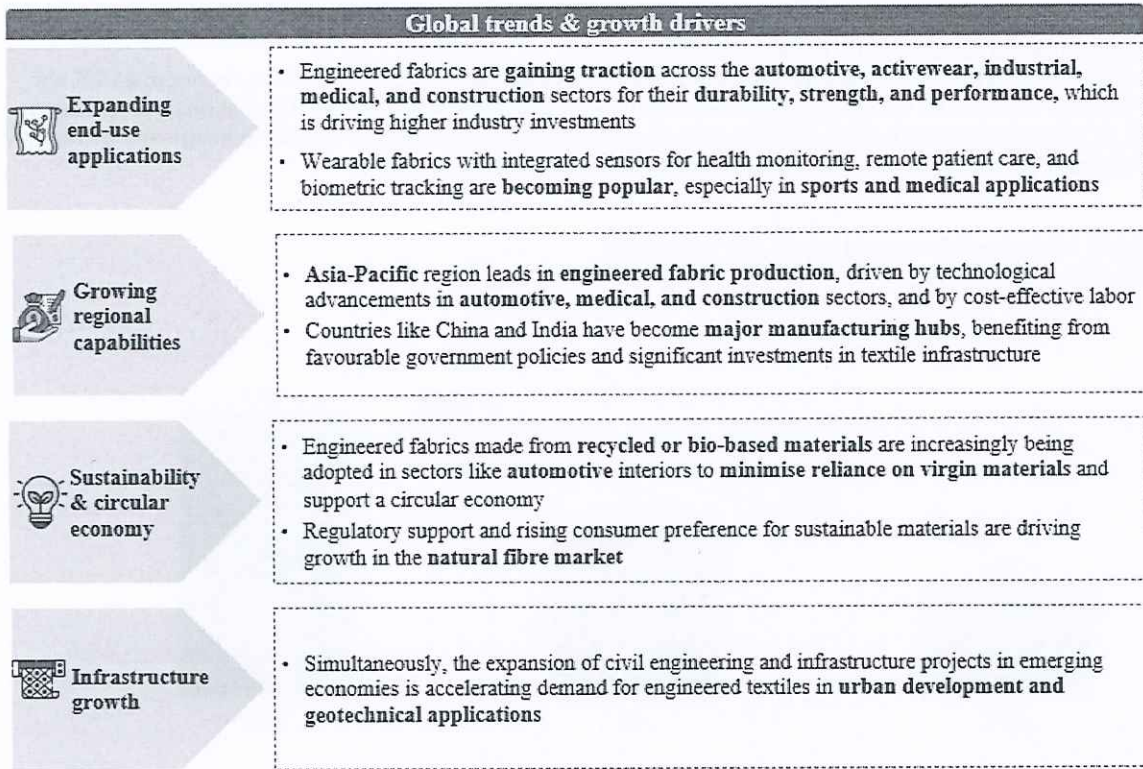 Global trends & growth drivers
Expanding
end-use
applications
• Engineered fabrics are gaining traction across the automotive, activewear, industrial,
medical, and construction sectors for their durability, strength, and performance, which
is driving higher industry investments
• Wearable fabrics with integrated sensors for health monitoring, remote patient care, and
biometric tracking are becoming popular, especially in sports and medical applications
Growing
regional
capabilities
• Asia-Pacific region leads in engineered fabric production, driven by technological
advancements in automotive, medical, and construction sectors, and by cost-effective labor
• Countries like China and India have become major manufacturing hubs, benefiting from
favourable government policies and significant investments in textile infrastructure
Sustainability
& circular
economy
• Engineered fabrics made from recycled or bio-based materials are increasingly being
adopted in sectors like automotive interiors to minimise reliance on virgin materials and
support a circular economy
• Regulatory support and rising consumer preference for sustainable materials are driving
growth in the natural fibre market
Infrastructure
growth
• Simultaneously, the expansion of civil engineering and infrastructure projects in emerging
economies is accelerating demand for engineered textiles in urban development and
geotechnical applications